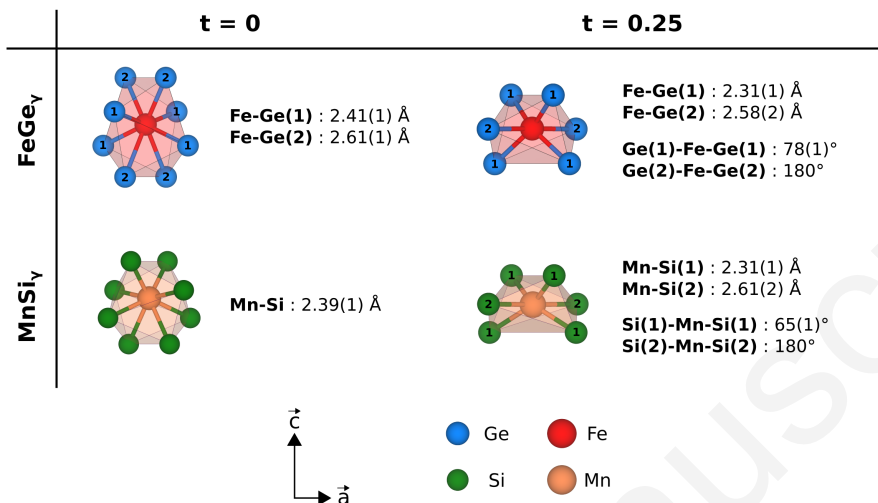 t = 0
t = 0.25
FeGeγ
2 2
1 1
1 1
2 2
Fe-Ge(1) : 2.41(1) Å
Fe-Ge(2) : 2.61(1) Å
1 1
2 2
1 1
Fe-Ge(1) : 2.31(1) Å
Fe-Ge(2) : 2.58(2) Å
Ge(1)-Fe-Ge(1) : 78(1)°
Ge(2)-Fe-Ge(2) : 180°
MnSiγ
Mn-Si : 2.39(1) Å
1 1
2 2
1 1
Mn-Si(1) : 2.31(1) Å
Mn-Si(2) : 2.61(2) Å
Si(1)-Mn-Si(1) : 65(1)°
Si(2)-Mn-Si(2) : 180°
c⃗
a⃗
Ge Fe
Si Mn